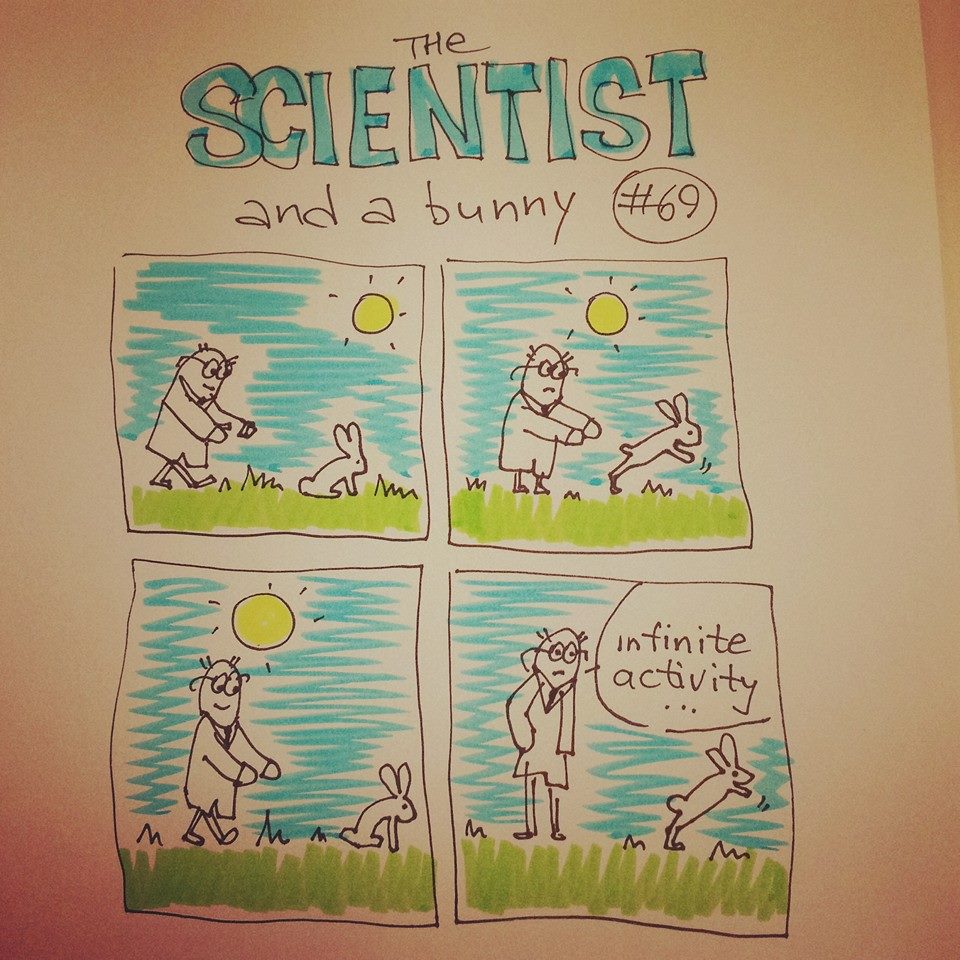 THE
SCIENTIST
and a bunny #69
infinite
activity
...